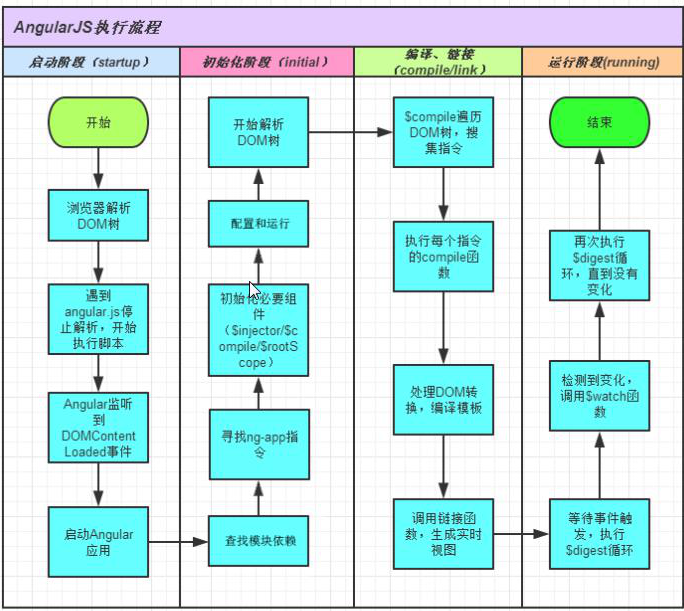 AngularJS执行流程
启动阶段（startup）
初始化阶段（initial）
编译、链接
（compile/link）
运行阶段(running)
开始
浏览器解析
DOM树
遇到
angular.js停
止解析，开始
执行脚本
Angular监听
到
DOMContent
Loaded事件
启动Angular
应用
查找模块依赖
寻找ng-app指
令
初始化必要组
件
（$injector/$c
ompile/$rootS
cope）
配置和运行
开始解析
DOM树
$compile遍历
DOM树，搜
集指令
执行每个指令
的compile函
数
处理DOM转
换，编译模板
调用链接函
数，生成实时
视图
等待事件触
发，执行
$digest循环
检测到变化，
调用$watch函
数
再次执行
$digest循
环，直到没有
变化
结束